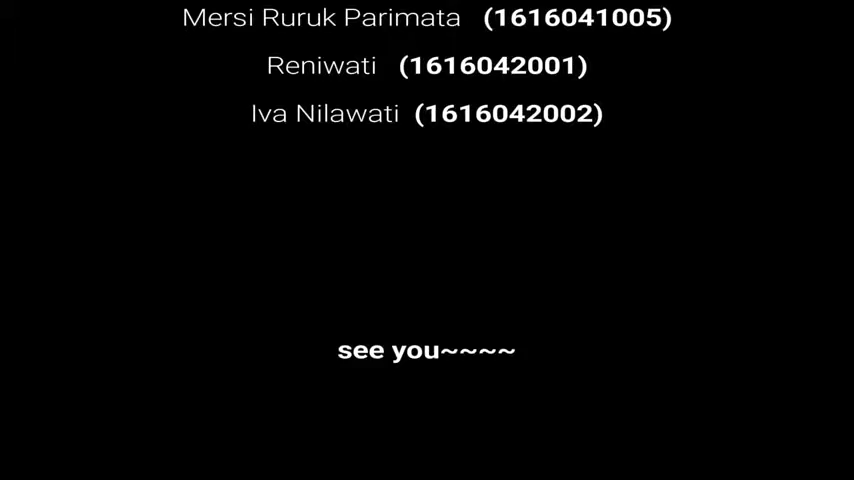 Mersi Ruruk Parimata (1616041005)
Reniwati (1616042001)
Iva Nilawati (1616042002)
see you~~~~